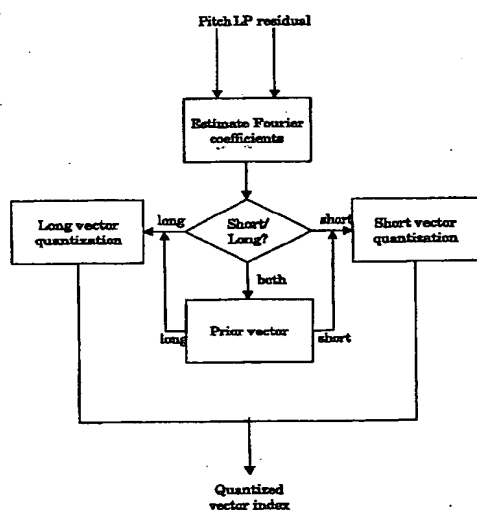 Pitch LP residual
Estimate Fourier
coefficients
long
Short/
Long?
short
Long vector
quantization
Short vector
quantization
both
Prior vector
long
short
Quantized
vector index